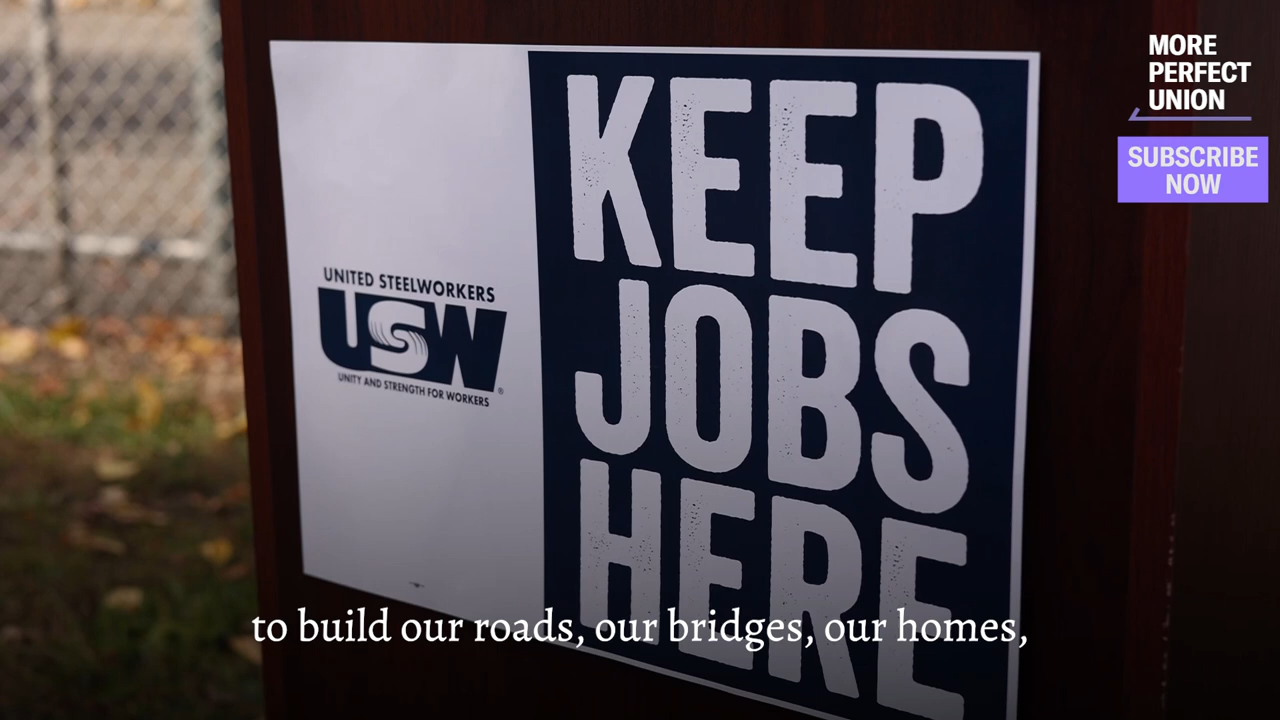 MORE
PERFECT
UNION
SUBSCRIBE
NOW
UNITED STEELWORKERS
USW
UNITY AND STRENGTH FOR WORKERS
®
KEEP
JOBS
HERE
to build our roads, our bridges, our homes,